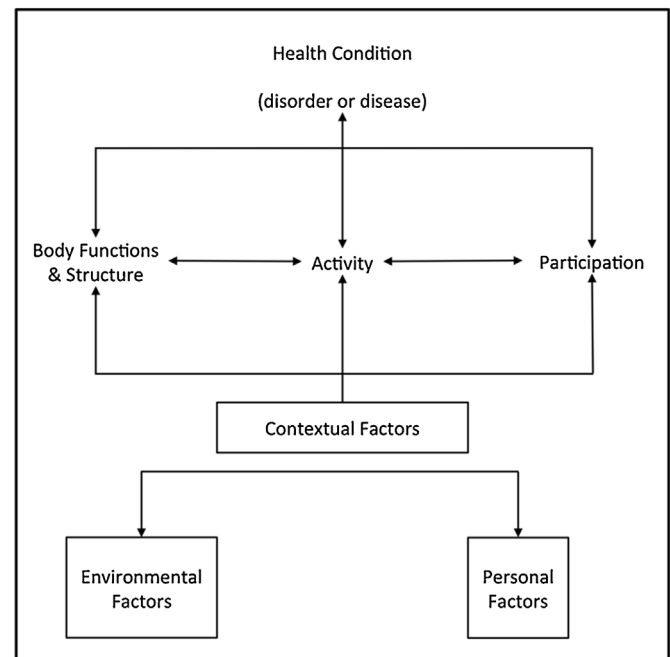 Health Condition
(disorder or disease)
Body Functions
& Structure
Activity
Participation
Contextual Factors
Environmental
Factors
Personal
Factors